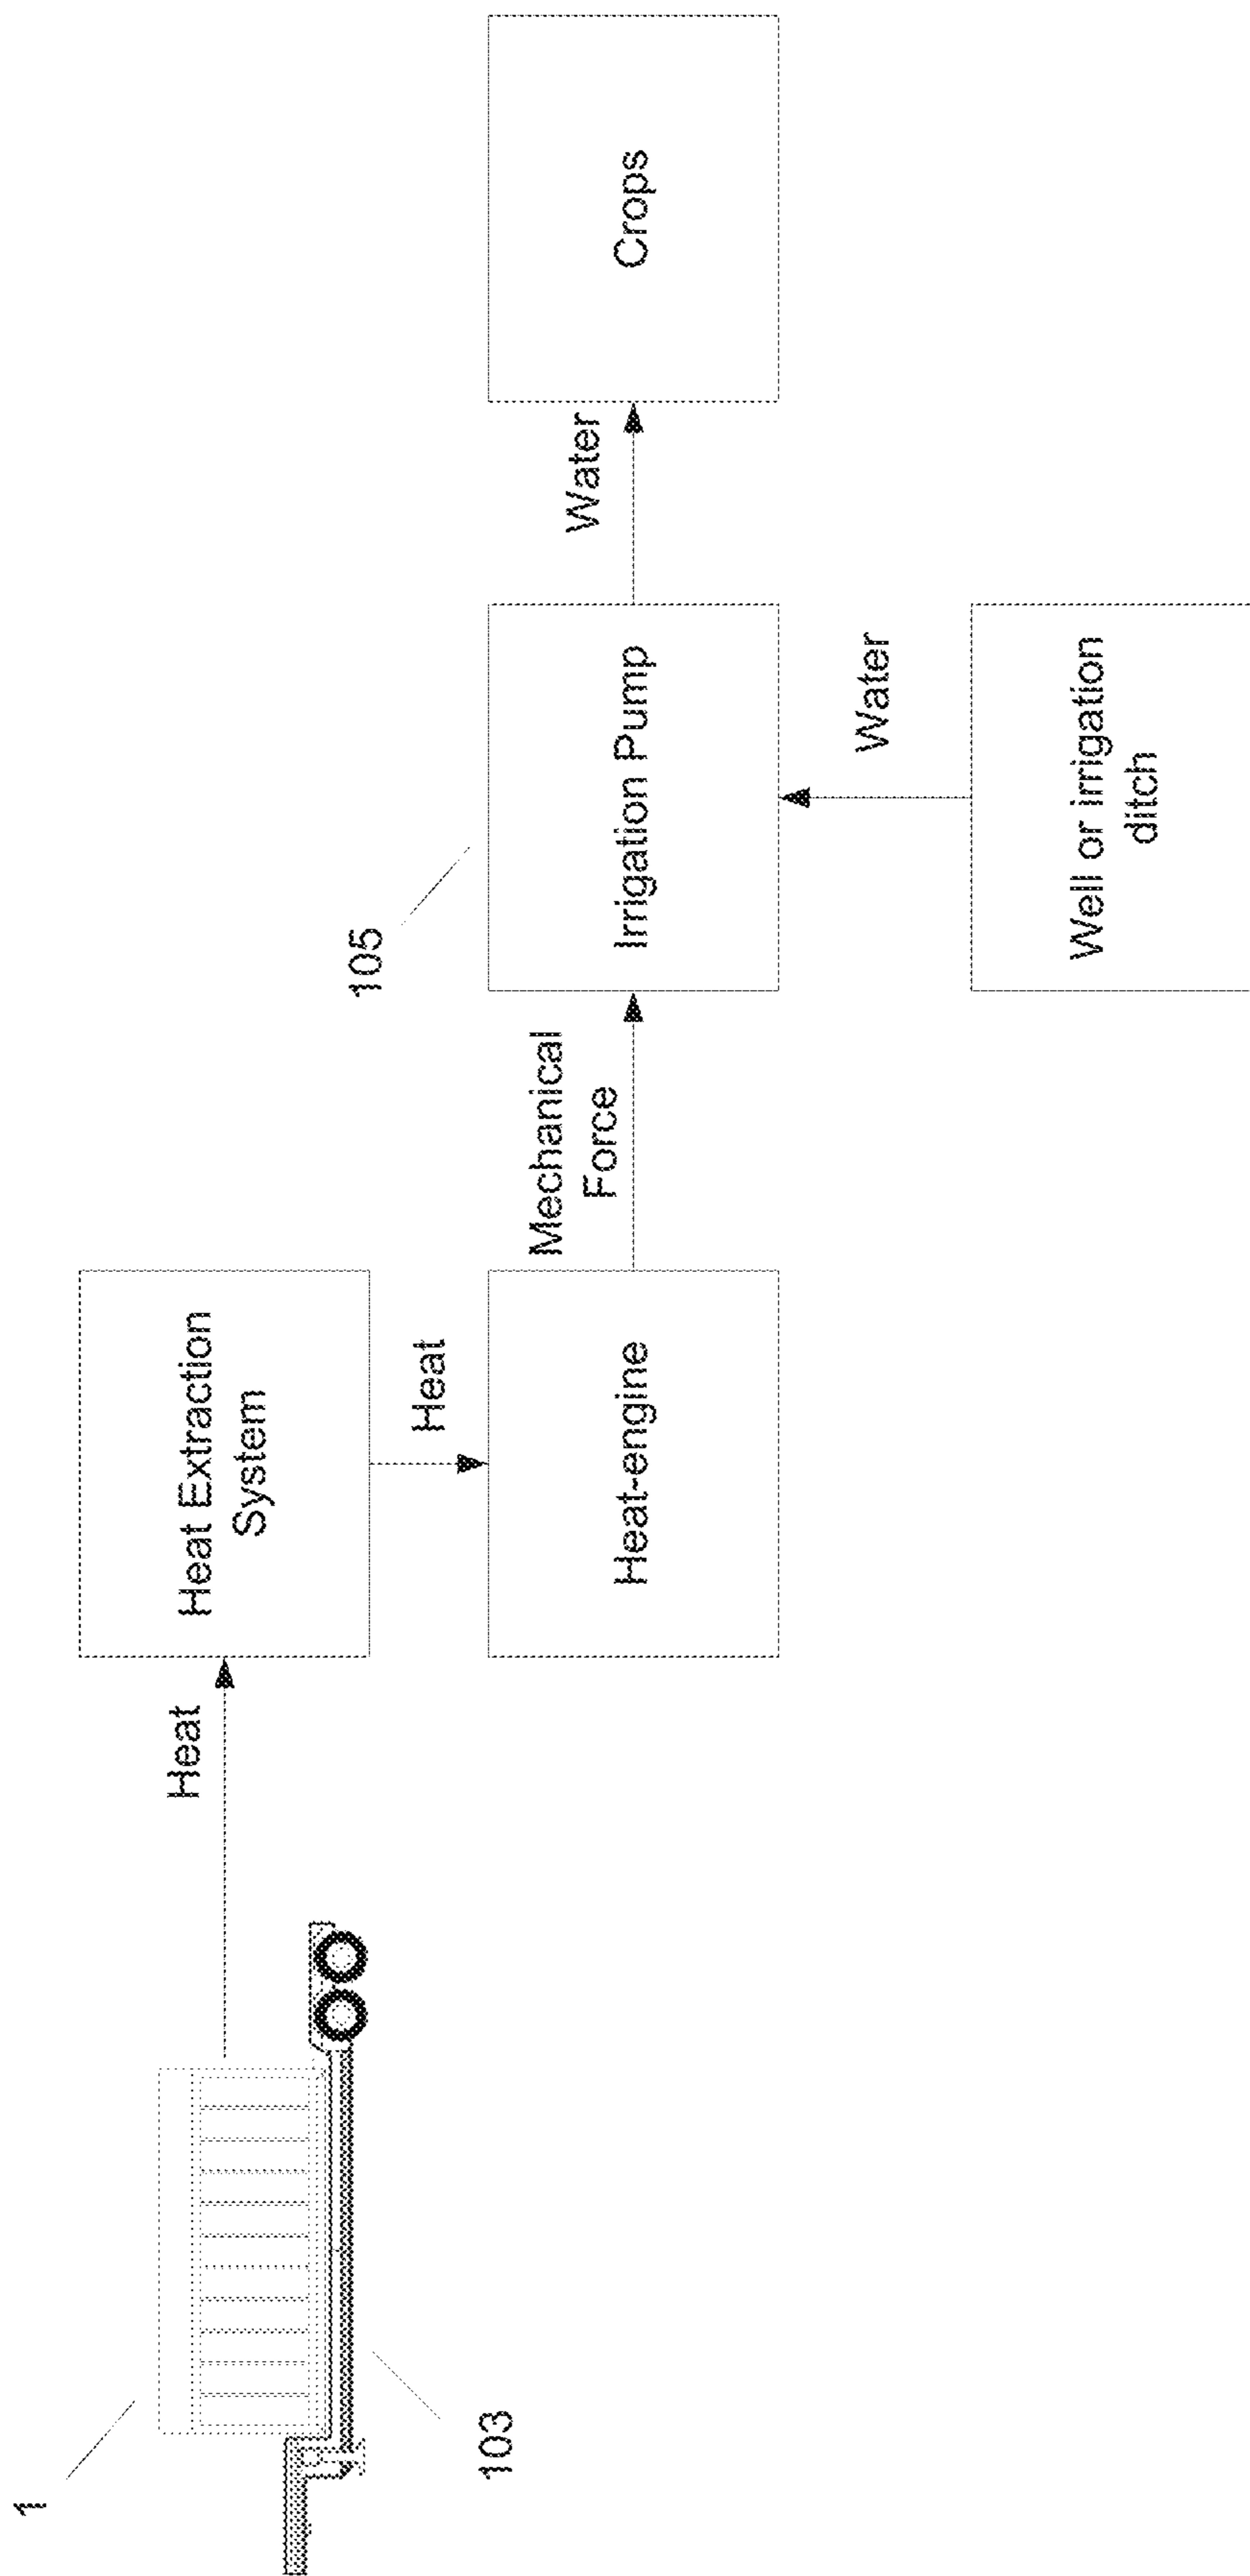 1
103
Heat
Heat Extraction
System
Heat
Heat-engine
Mechanical
Force
105
Irrigation Pump
Water
Well or irrigation
ditch
Water
Crops